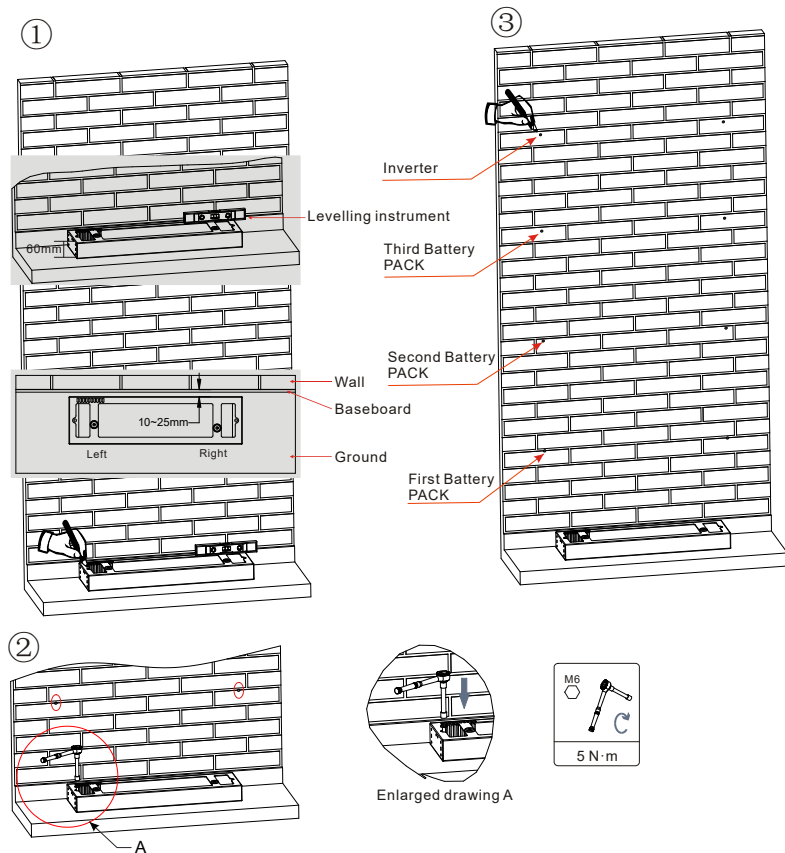 ①
Levelling instrument
60mm
Wall
Baseboard
10~25mm
Left
Right
Ground
②
A
Enlarged drawing A
M6
5 N·m
③
Inverter
Third Battery
PACK
Second Battery
PACK
First Battery
PACK